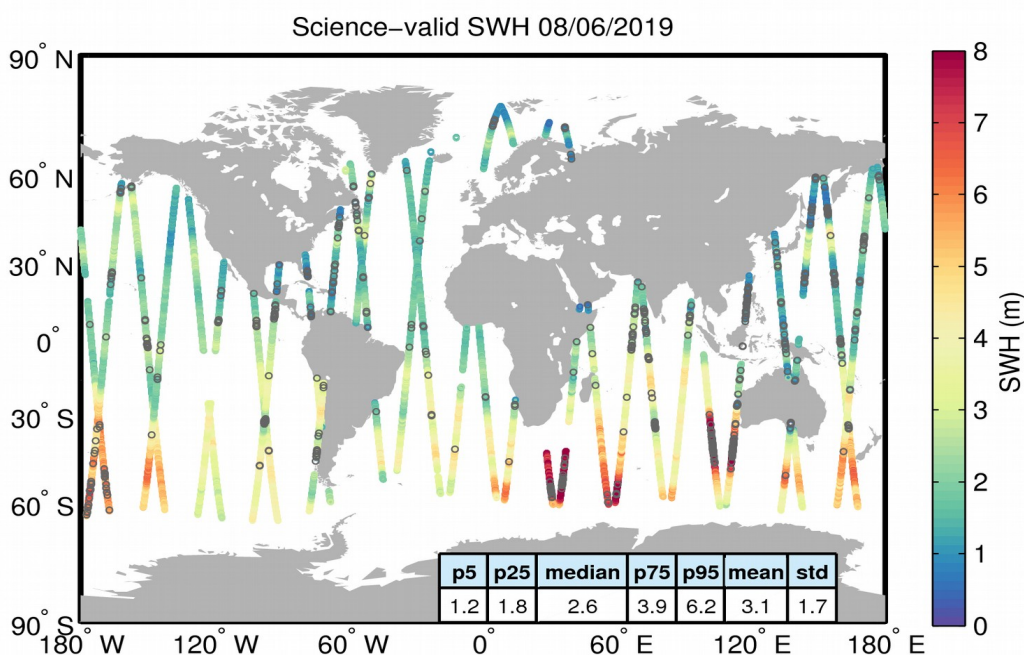 Science−valid SWH 08/06/2019
90° N
60° N
30° N
0°
30° S
60° S
90° S
180° W
120° W
60° W
0°
60° E
120° E
180° E
p5 p25 median p75 p95 mean std
1.2 1.8 2.6 3.9 6.2 3.1 1.7
8
7
6
5
4
3
2
1
0
SWH (m)